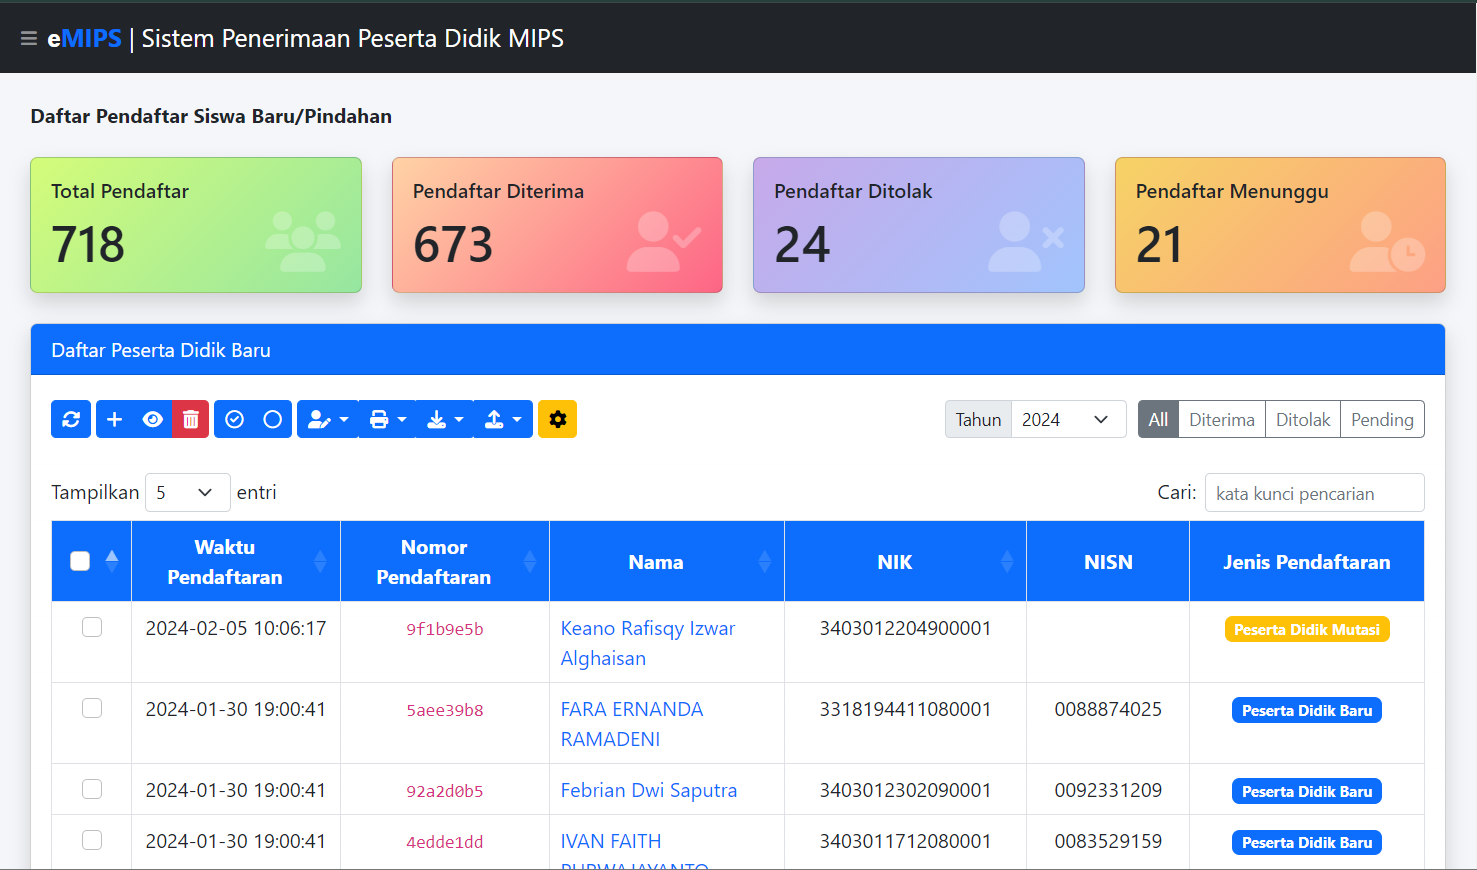 eMIPS | Sistem Penerimaan Peserta Didik MIPS
Daftar Pendaftar Siswa Baru/Pindahan
Total Pendaftar
718
Pendaftar Diterima
673
Pendaftar Ditolak
24
Pendaftar Menunggu
21
Daftar Peserta Didik Baru
Tahun 2024 All Diterima Ditolak Pending
Tampilkan 5 entri Cari: kata kunci pencarian
Waktu Pendaftaran Nomor Pendaftaran Nama NIK NISN Jenis Pendaftaran
2024-02-05 10:06:17 9f1b9e5b Keano Rafisqy Izwar 3403012204900001 Peserta Didik Mutasi
Alghaisan
2024-01-30 19:00:41 5aee39b8 FARA ERNANDA 3318194411080001 0088874025 Peserta Didik Baru
RAMADENI
2024-01-30 19:00:41 92a2d0b5 Febrian Dwi Saputra 3403012302090001 0092331209 Peserta Didik Baru
2024-01-30 19:00:41 4edde1dd IVAN FAITH 3403011712080001 0083529159 Peserta Didik Baru